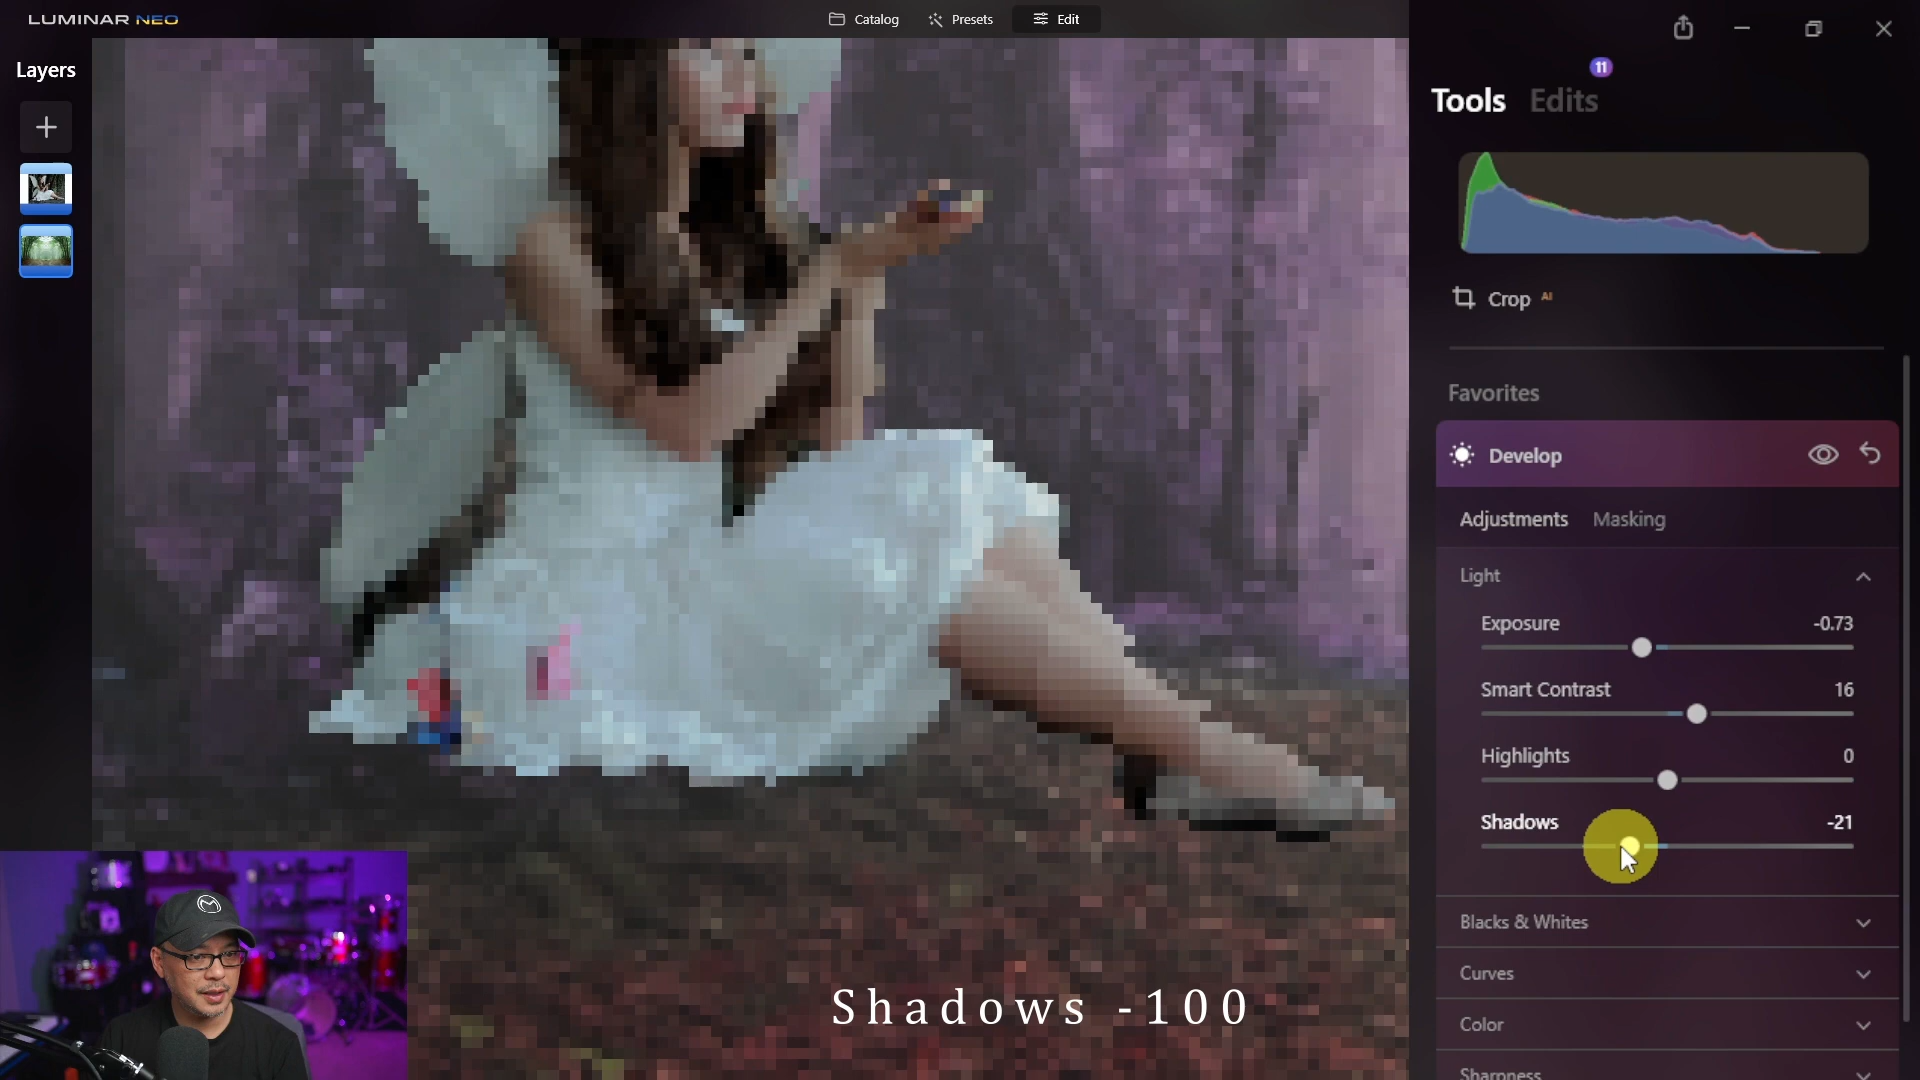 LUMINAR NEO
Catalog
Presets
Edit
Layers
11
Tools
Edits
Crop AI
Favorites
Develop
Adjustments
Masking
Light
Exposure
-0.73
Smart Contrast
16
Highlights
0
Shadows
-21
Blacks & Whites
Curves
Color
Sharpness
Shadows -100